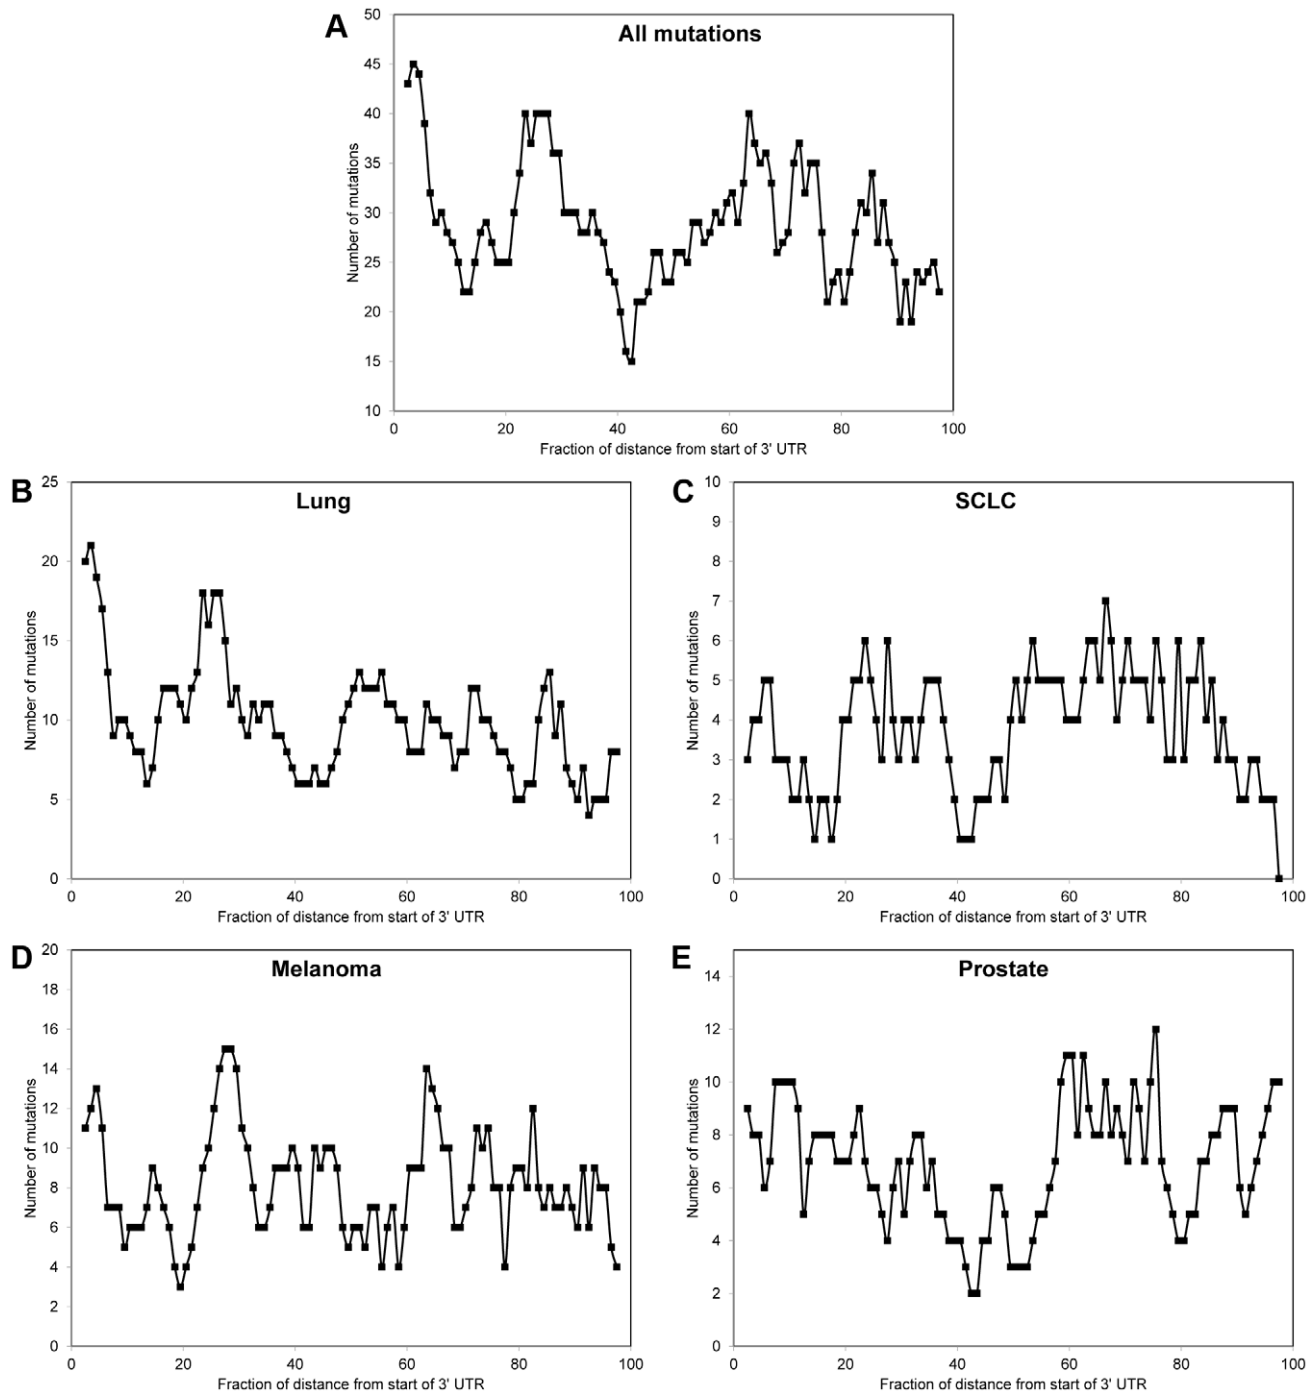 A
All mutations
Number of mutations
50
45
40
35
30
25
20
15
10
0 20 40 60 80 100
Fraction of distance from start of 3' UTR
B
Lung
Number of mutations
25
20
15
10
5
0
0 20 40 60 80 100
Fraction of distance from start of 3' UTR
C
SCLC
Number of mutations
10
9
8
7
6
5
4
3
2
1
0
0 20 40 60 80 100
Fraction of distance from start of 3' UTR
D
Melanoma
Number of mutations
20
18
16
14
12
10
8
6
4
2
0
0 20 40 60 80 100
Fraction of distance from start of 3' UTR
E
Prostate
Number of mutations
14
12
10
8
6
4
2
0
0 20 40 60 80 100
Fraction of distance from start of 3' UTR